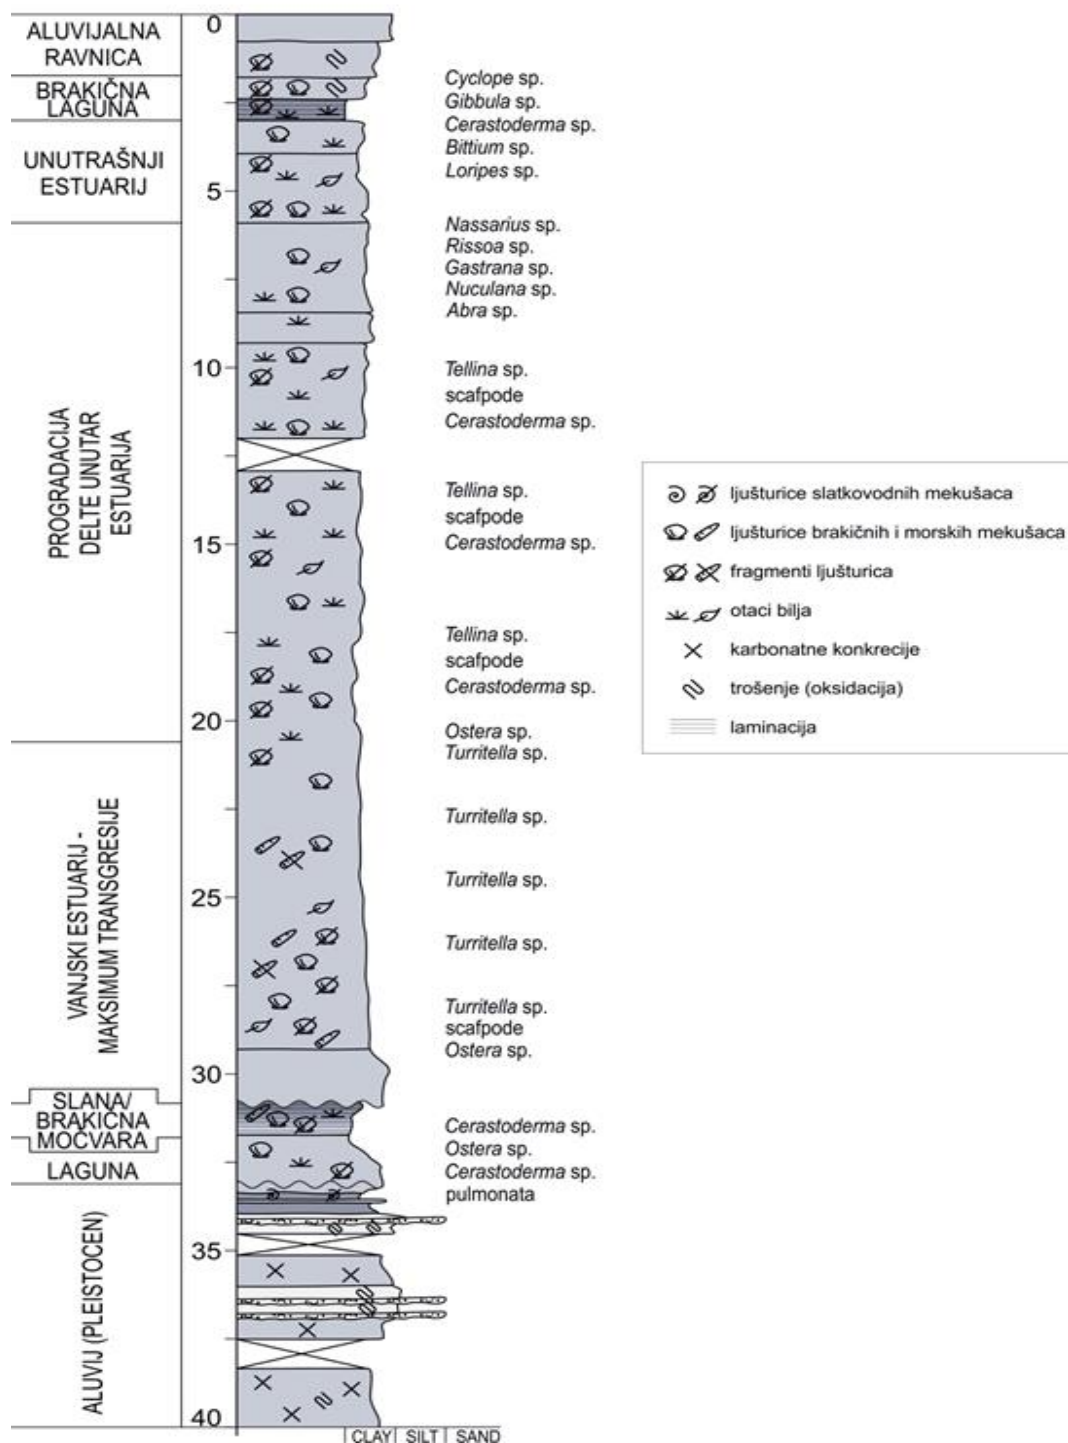 ALUVIJALNA
RAVNICA
BRAKIČNA
LAGUNA
UNUTRAŠNJI
ESTUARIJ
PROGRADACIJA
DELTE UNUTAR
ESTUARIJA
VANJSKI ESTUARIJ -
MAKSIMUM TRANSGRESIJE
SLANA/
BRAKIČNA
MOČVARA
LAGUNA
ALUVIJ (PLEISTOCEN)
0
5
10
15
20
25
30
35
40
CLAY SILT SAND
Cyclope sp.
Gibbula sp.
Cerastoderma sp.
Bittium sp.
Loripes sp.
Nassarius sp.
Rissoa sp.
Gastrana sp.
Nuculana sp.
Abra sp.
Tellina sp.
scafpode
Cerastoderma sp.
Tellina sp.
scafpode
Cerastoderma sp.
Tellina sp.
scafpode
Cerastoderma sp.
Ostera sp.
Turritella sp.
Turritella sp.
Turritella sp.
Turritella sp.
Turritella sp.
scafpode
Ostera sp.
Cerastoderma sp.
Ostera sp.
Cerastoderma sp.
pulmonata
ljušturice slatkovodnih mekušaca
ljušturice brakičnih i morskih mekušaca
fragmenti ljušturica
otaci bilja
karbonatne konkrecije
trošenje (oksidacija)
laminacija